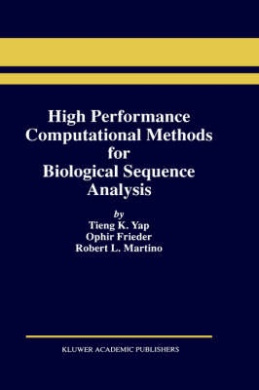 High Performance
Computational Methods
for
Biological Sequence
Analysis
by
Tieng K. Yap
Ophir Frieder
Robert L. Martino
KLUWER ACADEMIC PUBLISHERS